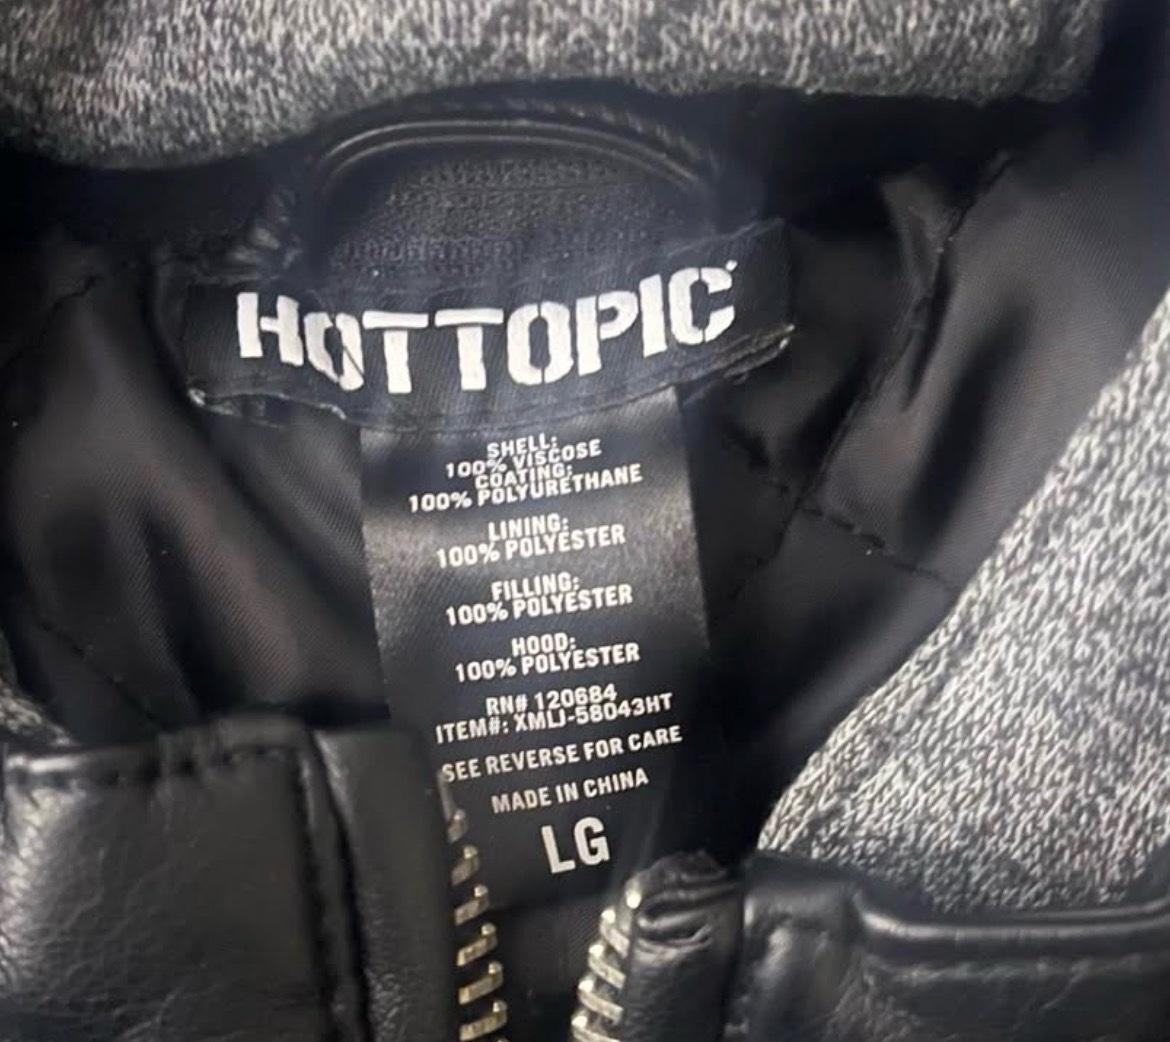 HOTTOPIC
SHELL:
100% VISCOSE
COATING:
100% POLYURETHANE
LINING:
100% POLYESTER
FILLING:
100% POLYESTER
HOOD:
100% POLYESTER
RN# 120684
ITEM#: XMLJ-58043HT
SEE REVERSE FOR CARE
MADE IN CHINA
LG